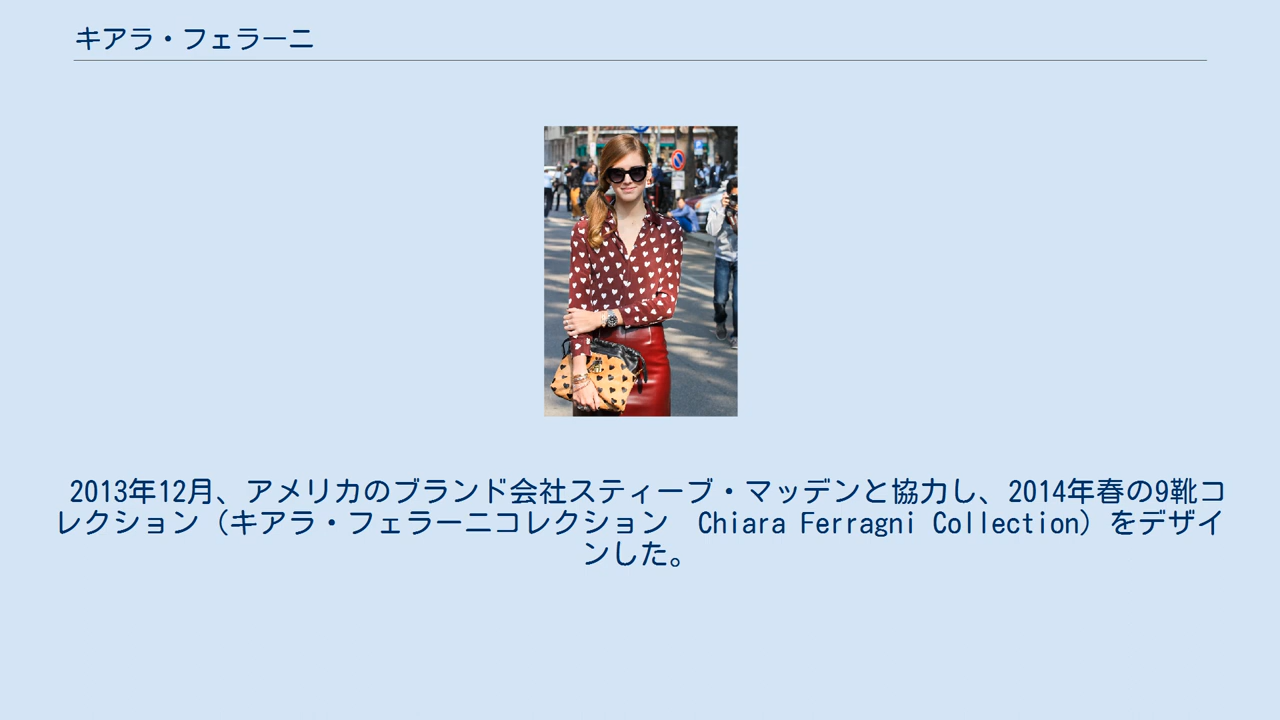 キアラ・フェラーニ
2013年12月、アメリカのブランド会社スティーブ・マッデンと協力し、2014年春の9靴コ
レクション（キアラ・フェラーニコレクション　Chiara Ferragni Collection）をデザイ
ンした。